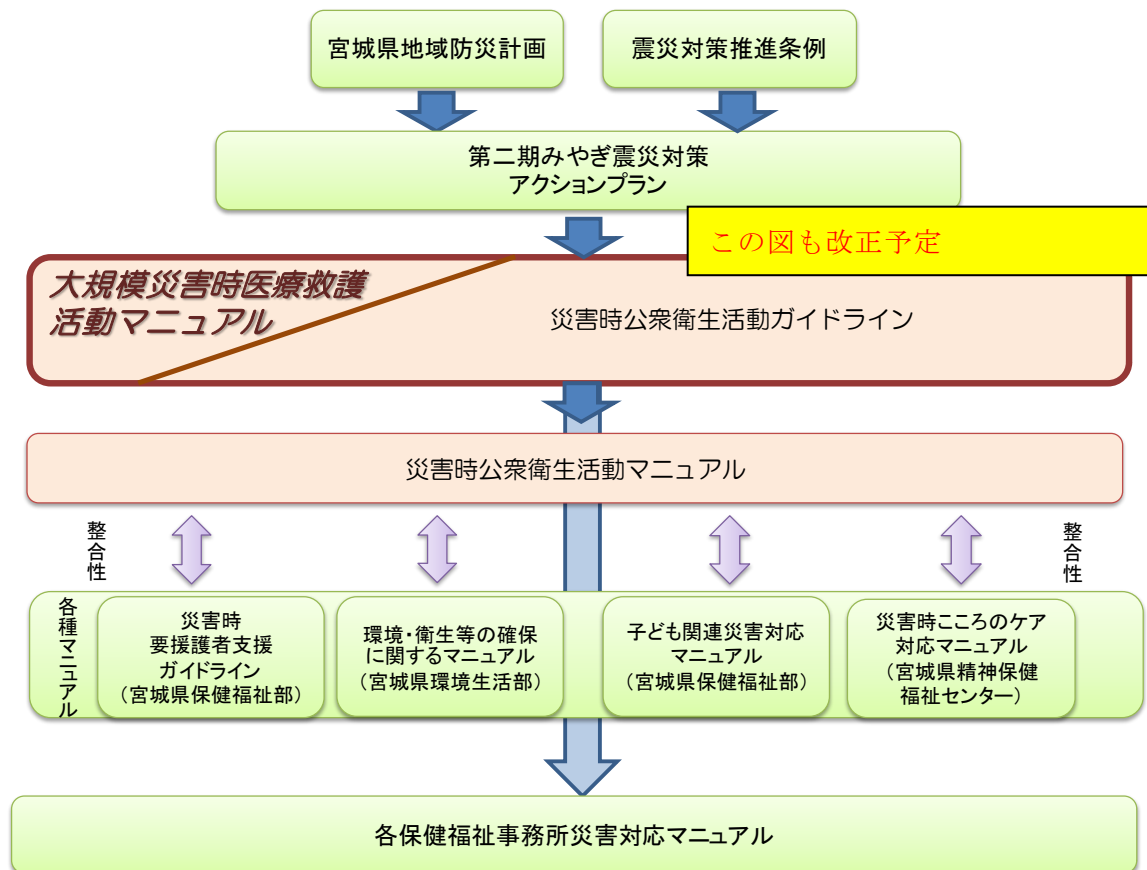 宮城県地域防災計画
震災対策推進条例
第二期みやぎ震災対策
アクションプラン
この図も改正予定
大規模災害時医療救護
活動マニュアル
災害時公衆衛生活動ガイドライン
災害時公衆衛生活動マニュアル
整合性
整合性
各種マニュアル
災害時
要援護者支援
ガイドライン
（宮城県保健福祉部）
環境・衛生等の確保
に関するマニュアル
（宮城県環境生活部）
子ども関連災害対応
マニュアル
（宮城県保健福祉部）
災害時こころのケア
対応マニュアル
（宮城県精神保健
福祉センター）
各保健福祉事務所災害対応マニュアル